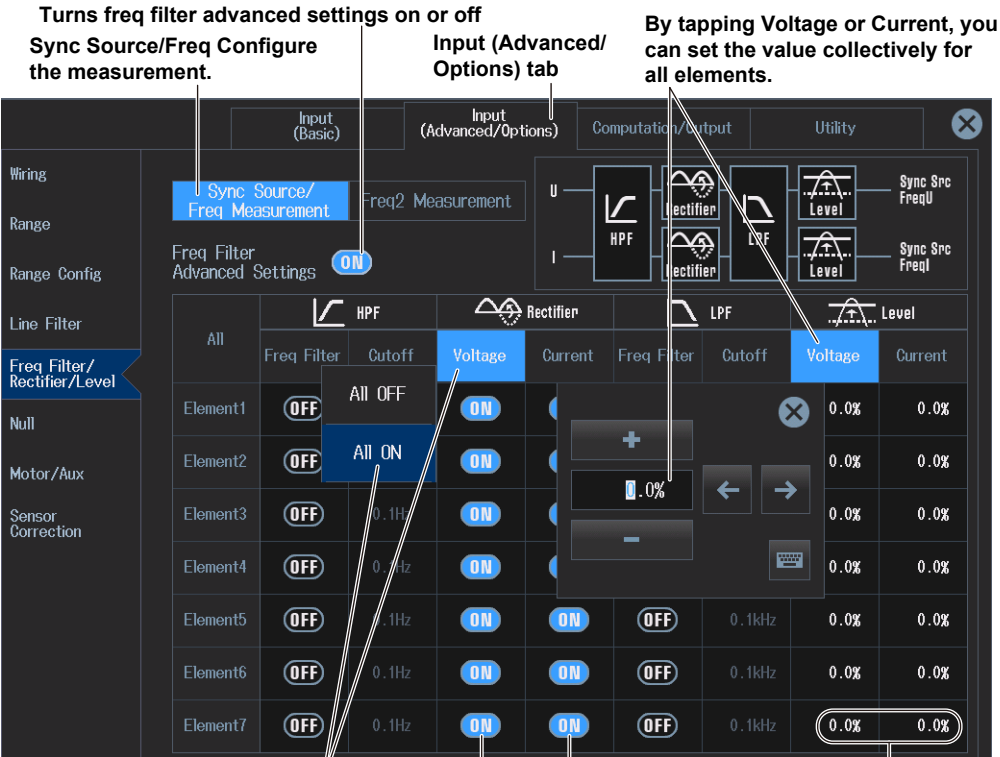 Turns freq filter advanced settings on or off
Sync Source/Freq Configure
the measurement.
Input (Advanced/
Options) tab
By tapping Voltage or Current, you
can set the value collectively for
all elements.
Input
(Basic)
Input
(Advanced/Options)
Computation/Output
Utility
Wiring
Range
Range Config
Line Filter
Freq Filter/
Rectifier/Level
Null
Motor/Aux
Sensor
Correction
Sync Source/
Freq Measurement
Freq2 Measurement
Freq Filter
Advanced Settings
ON
U
I
HPF
Rectifier
Rectifier
LPF
Level
Level
Sync Src
FreqU
Sync Src
FreqI
All
HPF
Rectifier
LPF
Level
Freq Filter Cutoff Voltage Current Freq Filter Cutoff Voltage Current
All OFF
All ON
0.0%
Element1 OFF ON 0.0% 0.0%
Element2 OFF ON 0.0% 0.0%
Element3 OFF 0.1Hz ON 0.0% 0.0%
Element4 OFF 0.1Hz ON 0.0% 0.0%
Element5 OFF 0.1Hz ON ON OFF 0.1kHz 0.0% 0.0%
Element6 OFF 0.1Hz ON ON OFF 0.1kHz 0.0% 0.0%
Element7 OFF 0.1Hz ON ON OFF 0.1kHz 0.0% 0.0%